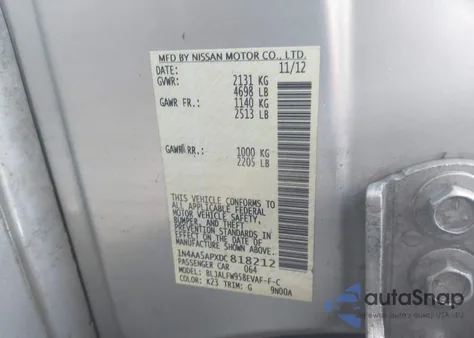 MFD BY NISSAN MOTOR CO., LTD.
DATE: 11/12
GVWR: 2131 KG
4698 LB
GAWR FR.: 1140 KG
2513 LB
GAWR RR.: 1000 KG
2205 LB
THIS VEHICLE CONFORMS TO
ALL APPLICABLE FEDERAL
MOTOR VEHICLE SAFETY,
BUMPER, AND THEFT
PREVENTION STANDARDS IN
EFFECT ON THE DATE OF
MANUFACTURE SHOWN ABOVE.
1N4AA5APXDC818212
PASSENGER CAR 064
MODEL: BLJALFW958EVAF-F-C
COLOR: K23 TRIM: G 9N00A
autoSnap